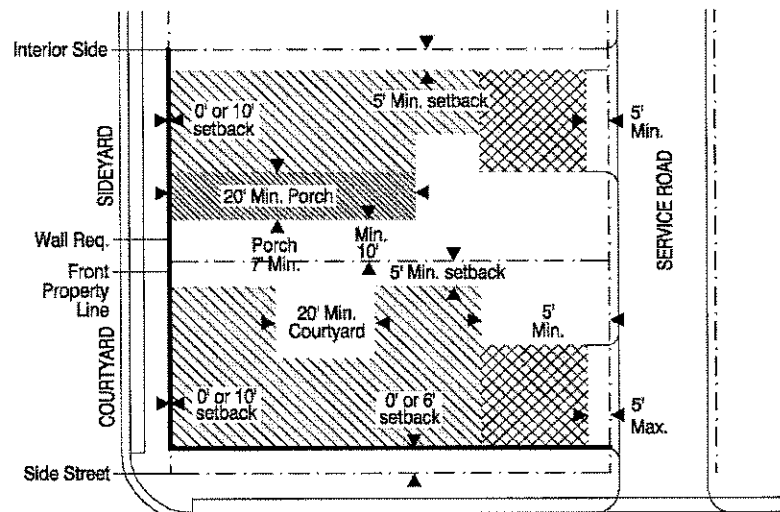 Interior Side
5' Min. setback
0' or 10'
setback
5'
Min.
SIDEYARD
SERVICE ROAD
20' Min. Porch
Wall Req.
Porch
7' Min.
Min.
10'
Front
Property
Line
5' Min. setback
20' Min.
Courtyard
5'
Min.
COURTYARD
0' or 10'
setback
0' or 6'
setback
5'
Max.
Side Street